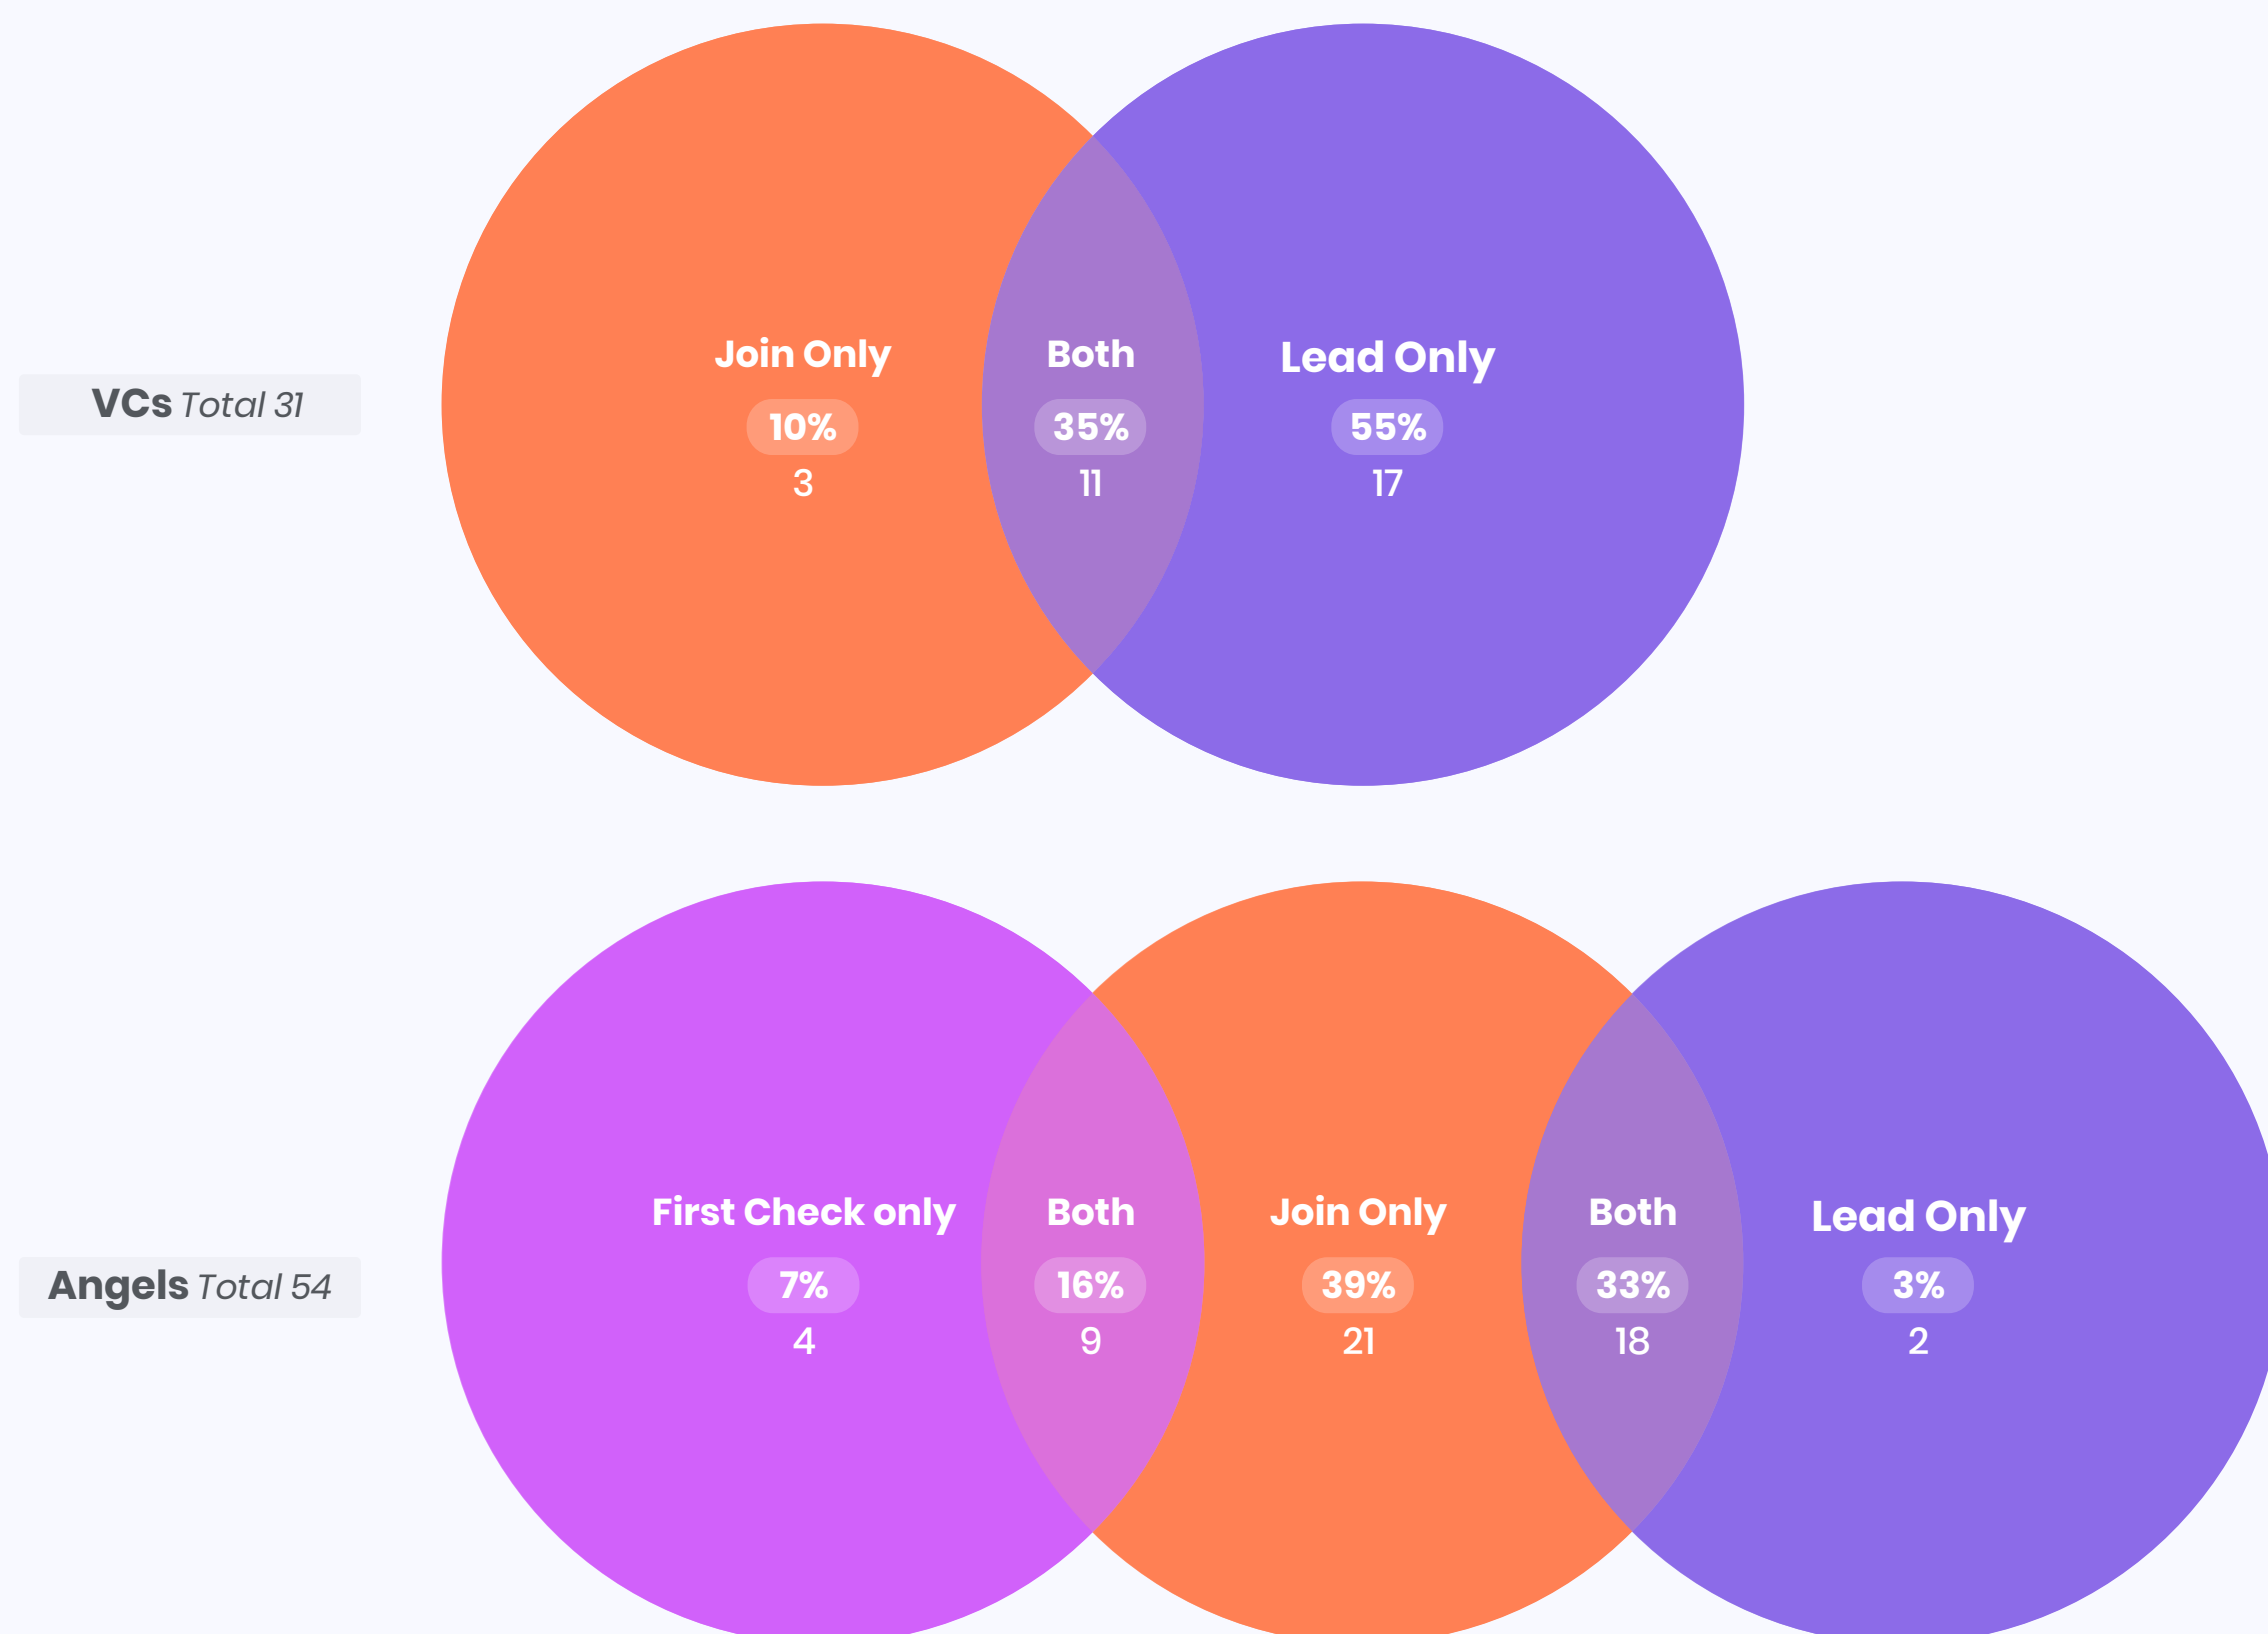 Join Only
Both
Lead Only
VCs Total 31
10%
35%
55%
3
11
17
First Check only
Both
Join Only
Both
Lead Only
Angels Total 54
7%
16%
39%
33%
3%
4
9
21
18
2